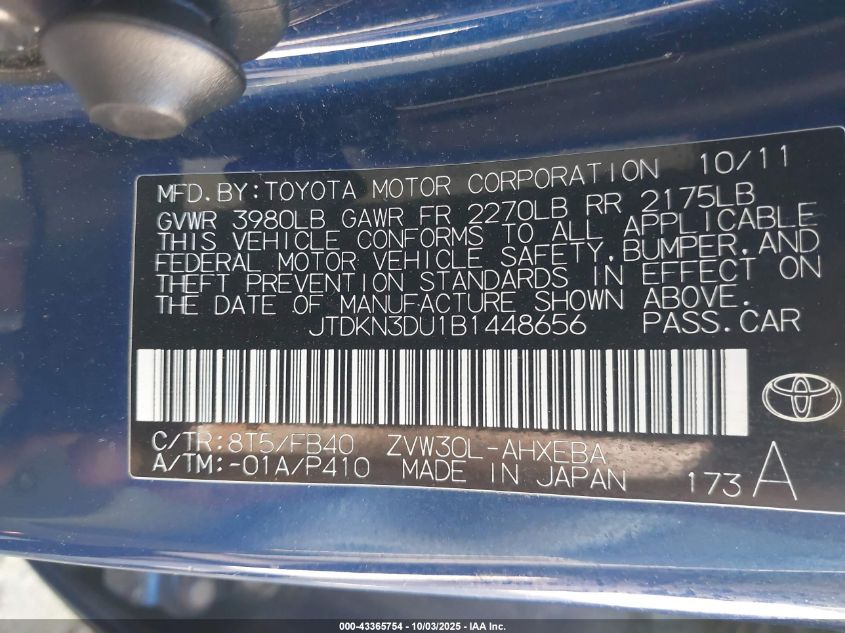 MFD. BY: TOYOTA MOTOR CORPORATION 10/11
GVWR 3980LB GAWR FR 2270LB RR 2175LB
THIS VEHICLE CONFORMS TO ALL APPLICABLE
FEDERAL MOTOR VEHICLE SAFETY, BUMPER, AND
THEFT PREVENTION STANDARDS IN EFFECT ON
THE DATE OF MANUFACTURE SHOWN ABOVE.
JTDKN3DU1B1448656 PASS. CAR
C/TR: 8T5/FB40 ZVW30L-AHXEBA
A/TM: -01A/P410 MADE IN JAPAN 173 A
000-43365754 - 10/03/2025 - IAA Inc.